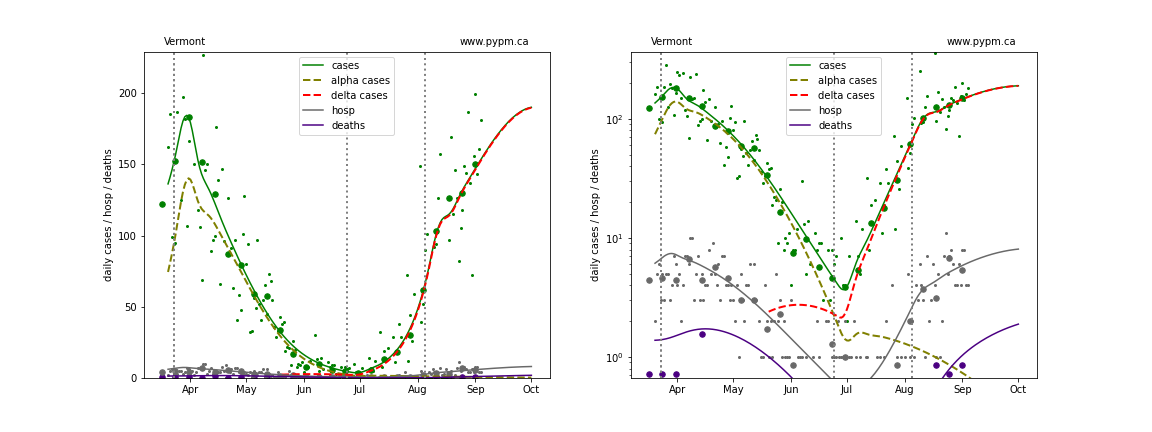 Vermont www.pypm.ca
cases
alpha cases
delta cases
hosp
deaths
daily cases / hosp / deaths
200
150
100
50
0
Apr May Jun Jul Aug Sep Oct
Vermont www.pypm.ca
cases
alpha cases
delta cases
hosp
deaths
daily cases / hosp / deaths
10²
10¹
10⁰
Apr May Jun Jul Aug Sep Oct